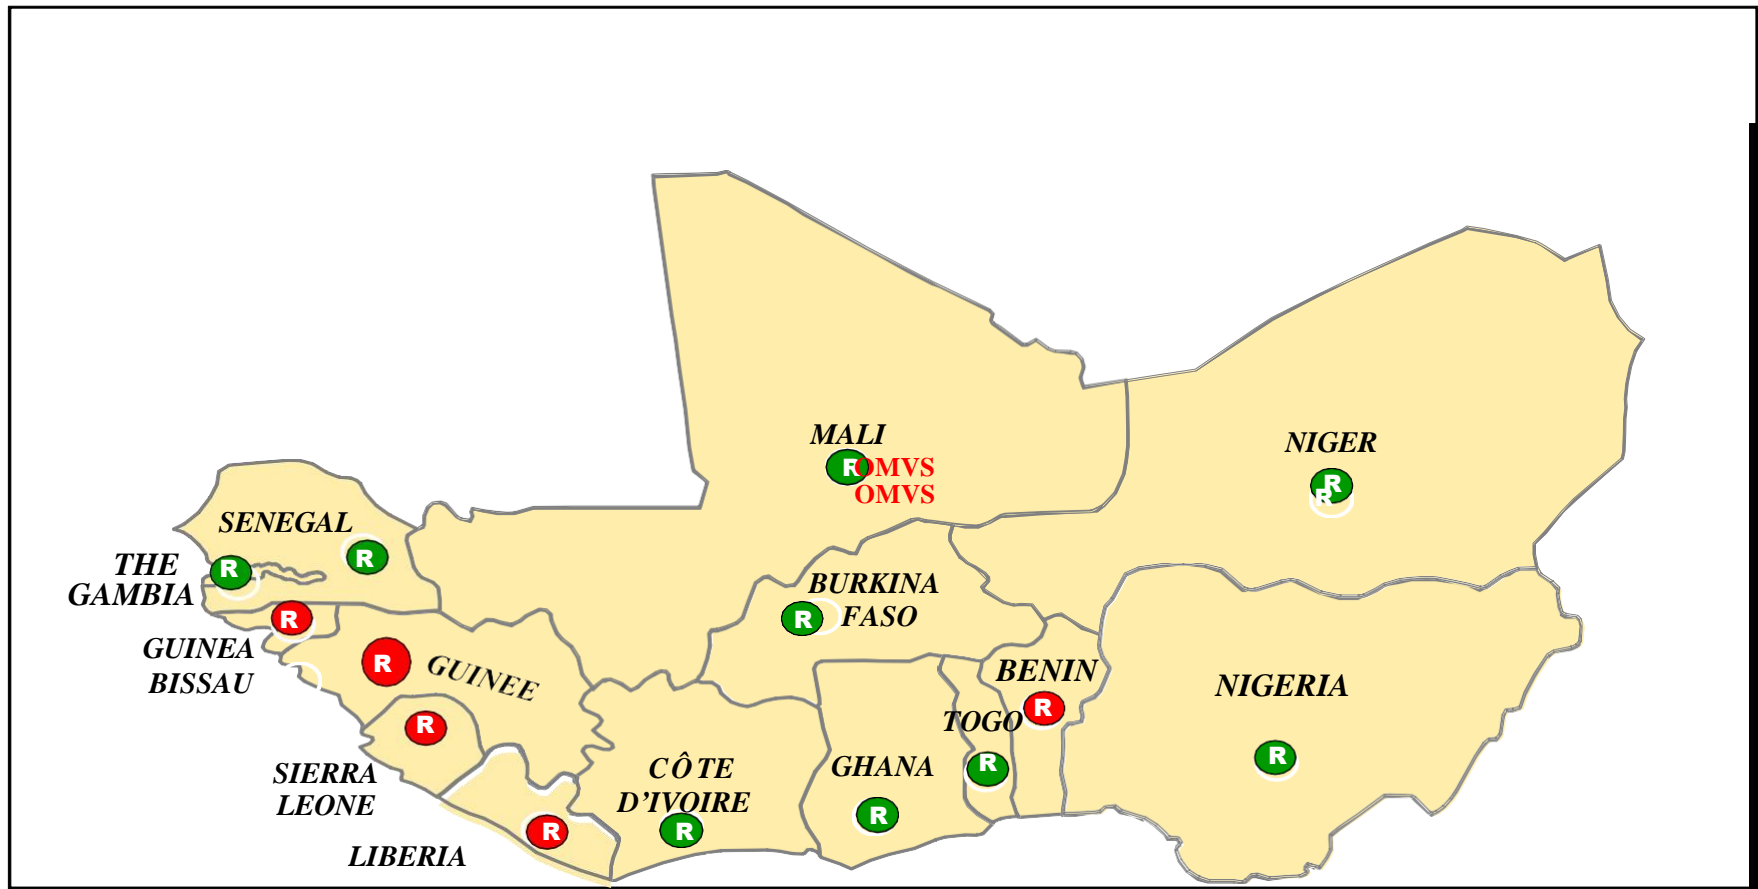 MALI
R OMVS
OMVS
NIGER
R
R
SENEGAL
R
THE
GAMBIA
R
BURKINA
FASO
R
R
GUINEA
BISSAU
R
GUINEE
BENIN
R
NIGERIA
R
TOGO
R
R
SIERRA
LEONE
CÔTE
D’IVOIRE
R
GHANA
R
R
LIBERIA